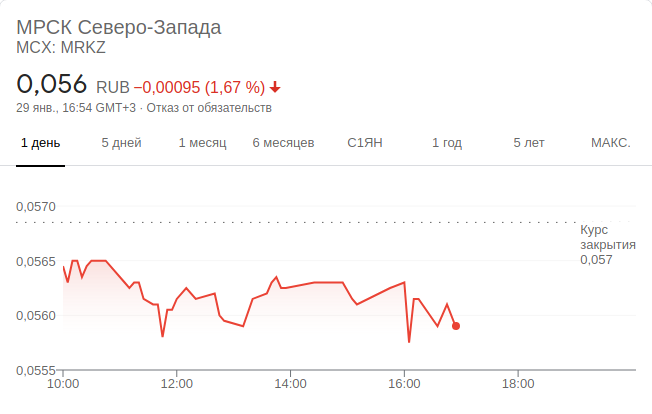 МРСК Северо-Запада
MCX: MRKZ
0,056 RUB −0,00095 (1,67 %)
29 янв., 16:54 GMT+3 · Отказ от обязательств
1 день 5 дней 1 месяц 6 месяцев С1ЯН 1 год 5 лет МАКС.
0,0570
Курс
закрытия
0,057
0,0565
0,0560
0,0555
10:00 12:00 14:00 16:00 18:00